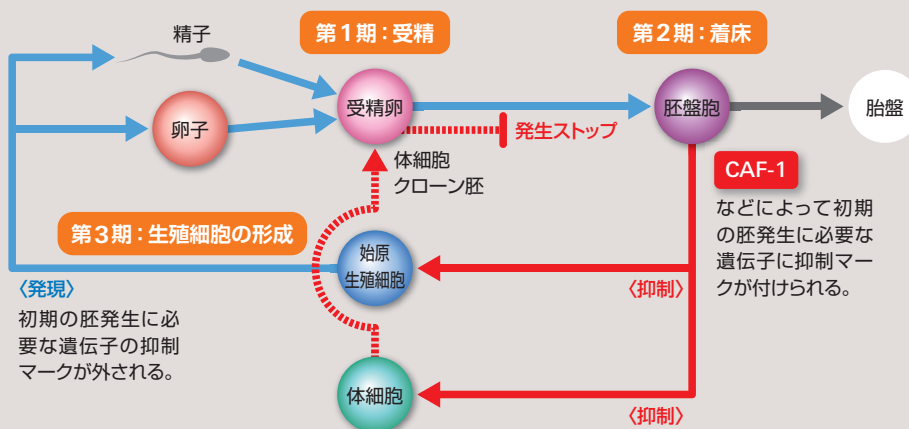 精子
第1期：受精
第2期：着床
卵子
受精卵
胚盤胞
胎盤
発生ストップ
体細胞
クローン胚
CAF-1
などによって初期
の胚発生に必要な
遺伝子に抑制マー
クが付けられる。
第3期：生殖細胞の形成
始原
生殖細胞
〈発現〉
初期の胚発生に必
要な遺伝子の抑制
マークが外される。
〈抑制〉
体細胞
〈抑制〉